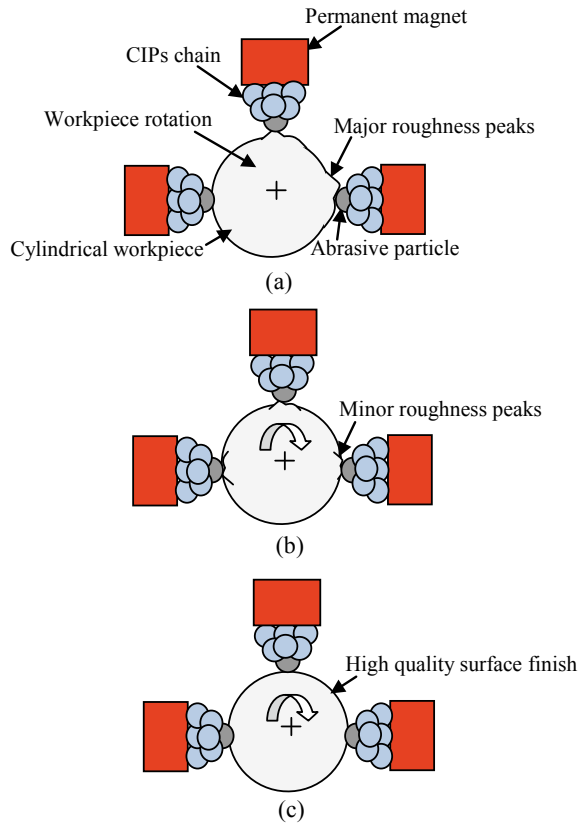 Permanent magnet
CIPs chain
Workpiece rotation
Major roughness peaks
Cylindrical workpiece
Abrasive particle
(a)
Minor roughness peaks
(b)
High quality surface finish
(c)